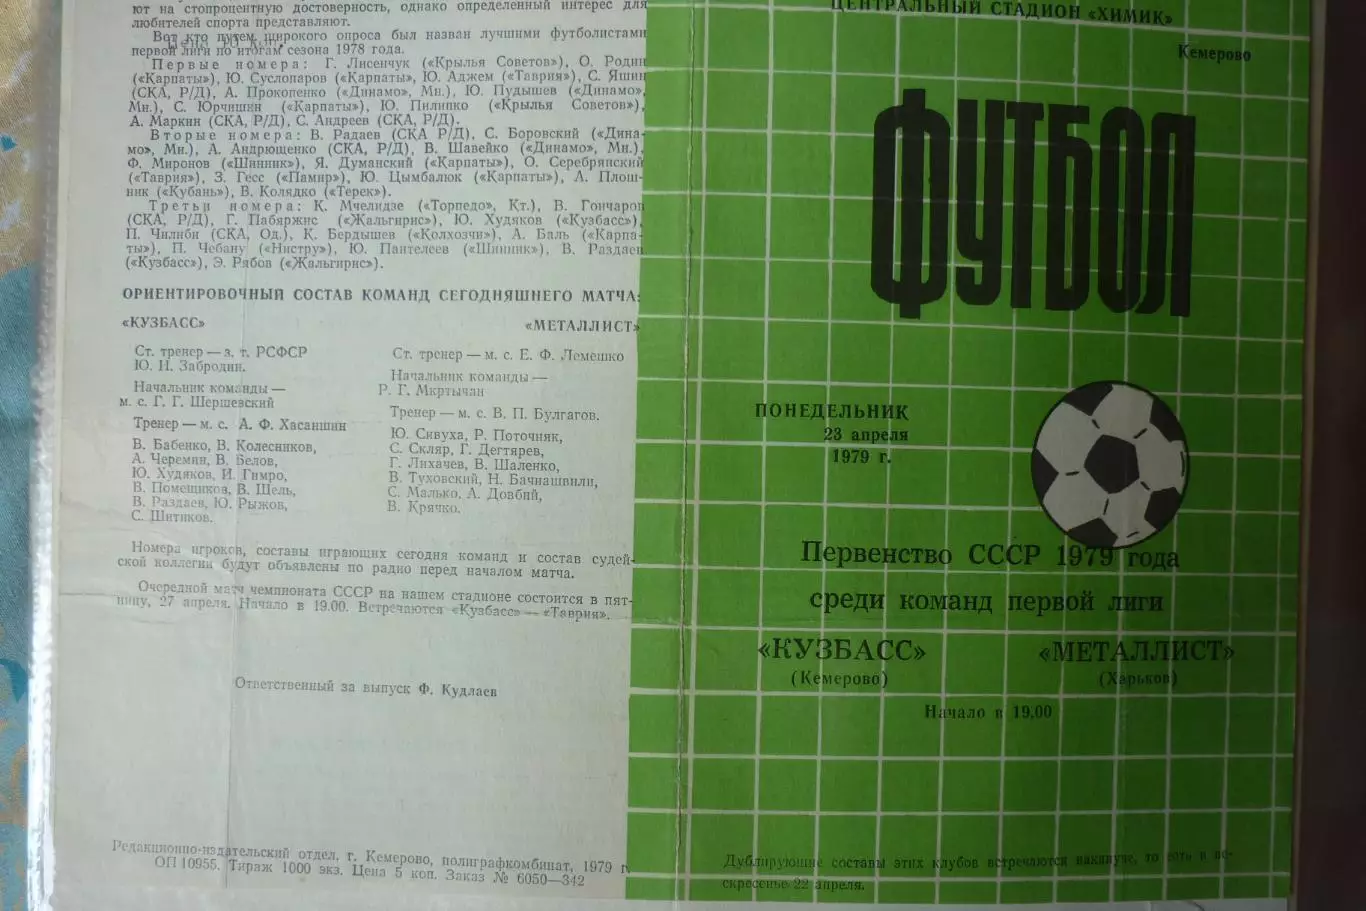 ют на стопроцентную достоверность, однако определенный интерес для
любителей спорта представляют.
Вот кто путем широкого опроса был назван лучшими футболистами
первой лиги по итогам сезона 1978 года.
Первые номера: Г. Лисенчук («Крылья Советов»), О. Родин
(«Карпаты»), Ю. Суслопаров («Карпаты», Ю. Аджем («Таврия»), С. Яшин
(СКА, Р/Д), А. Прокопенко («Динамо», Мн.), Ю. Пудышев («Динамо»,
Мн.), С. Юрчишин («Карпаты»), Ю. Пилипко («Крылья Советов»),
А. Маркин (СКА, Р/Д), С. Андреев (СКА, Р/Д).
Вторые номера: В. Радаев (СКА Р/Д), С. Боровский («Дина-
мо», Мн.), А. Андрющенко (СКА, Р/Д), В. Шавейко («Динамо», Мн.),
Ф. Миронов («Шинник»), Я. Думанский («Карпаты»), О. Серебрянский
(«Таврия»), З. Гесс («Памир»), Ю. Цымбалюк («Карпаты»), А. Плош-
ник («Кубань»), В. Колядко («Терек»).
Третьи номера: К. Мчелидзе («Торпедо», Кт.), В. Гончаров
(СКА, Р/Д), Г. Пабяржис («Жальгирис»), Ю. Худяков («Кузбасс»),
П. Чилиби (СКА, Од.), К. Бердышев («Колхозчи»), А. Баль («Карпа-
ты»), П. Чебану («Нистру»), Ю. Пантелеев («Шинник»), В. Раздаев
(«Кузбасс»), Э. Рябов («Жальгирис»).
ОРИЕНТИРОВОЧНЫЙ СОСТАВ КОМАНД СЕГОДНЯШНЕГО МАТЧА:
«КУЗБАСС»
Ст. тренер — з. т. РСФСР
Ю. И. Забродин.
Начальник команды —
м. с. Г. Г. Шершевский
Тренер — м. с. А. Ф. Хасаншин
В. Бабенко, В. Колесников,
А. Черемин, В. Белов,
Ю. Худяков, И. Гимро,
В. Помещиков, В. Шель,
В. Раздаев, Ю. Рыжов,
С. Шитиков.
«МЕТАЛЛИСТ»
Ст. тренер — м. с. Е. Ф. Лемешко
Начальник команды —
Р. Г. Мкртычан
Тренер — м. с. В. П. Булгагов.
Ю. Сивуха, Р. Поточняк,
С. Скляр, Г. Дегтярев,
Г. Лихачев, В. Шаленко,
В. Туховский, Н. Бачиашвили,
С. Малько, А. Довбий,
В. Крячко.
Номера игроков, составы играющих сегодня команд и состав судей-
ской коллегии будут объявлены по радио перед началом матча.
Очередной матч чемпионата СССР на нашем стадионе состоится в пят-
ницу, 27 апреля. Начало в 19.00. Встречаются «Кузбасс» — «Таврия».
Ответственный за выпуск Ф. Кудлаев
Редакционно-издательский отдел, г. Кемерово, полиграфкомбинат, 1979 г.
ОП 10955. Тираж 1000 экз. Цена 5 коп. Заказ № 6050—342
ЦЕНТРАЛЬНЫЙ СТАДИОН «ХИМИК»
Кемерово
ФУТБОЛ
ПОНЕДЕЛЬНИК
23 апреля
1979 г.
Первенство СССР 1979 года
среди команд первой лиги
«КУЗБАСС» «МЕТАЛЛИСТ»
(Кемерово) (Харьков)
Начало в 19.00
Дублирующие составы этих клубов встречаются накануне, то есть в во-
скресенье 22 апреля.